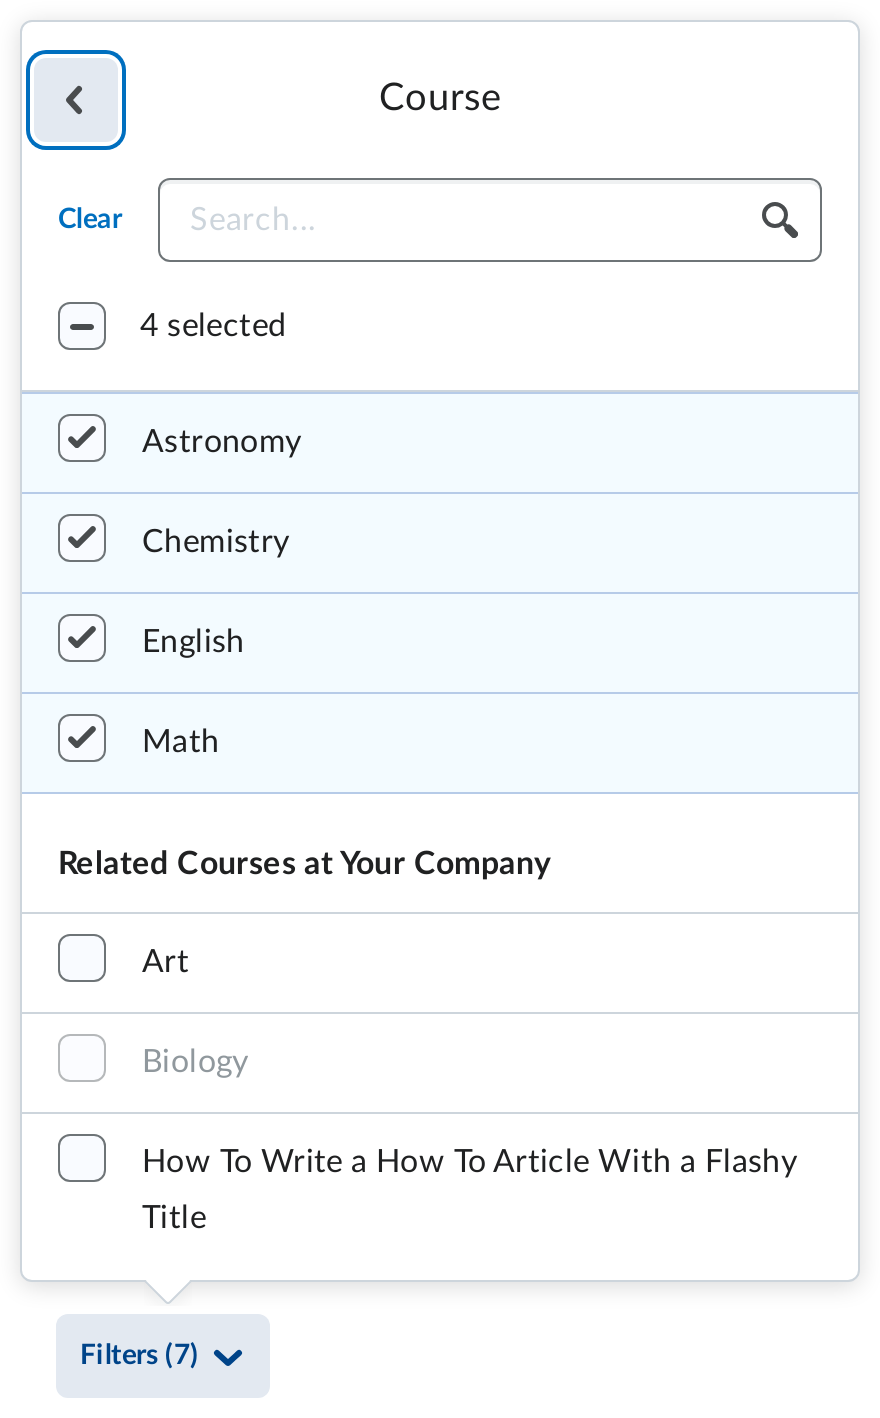 Course
Clear
Search...
4 selected
Astronomy
Chemistry
English
Math
Related Courses at Your Company
Art
Biology
How To Write a How To Article With a Flashy
Title
Filters (7)